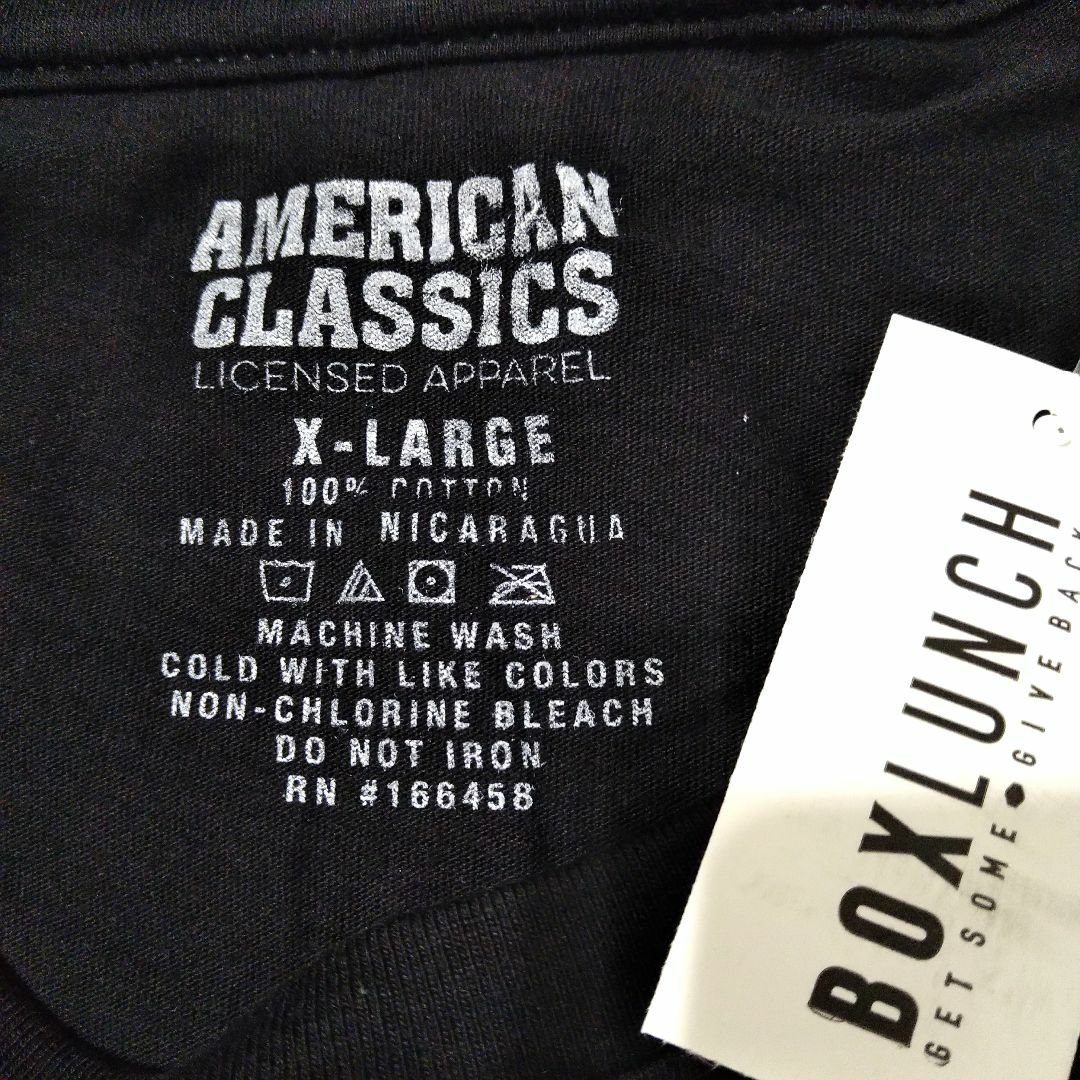 AMERICAN
CLASSICS
LICENSED APPAREL
X-LARGE
100% COTTON
MADE IN NICARAGUA
MACHINE WASH
COLD WITH LIKE COLORS
NON-CHLORINE BLEACH
DO NOT IRON
RN #166458
BOXLUNCH
GET SOME GIVE BACK